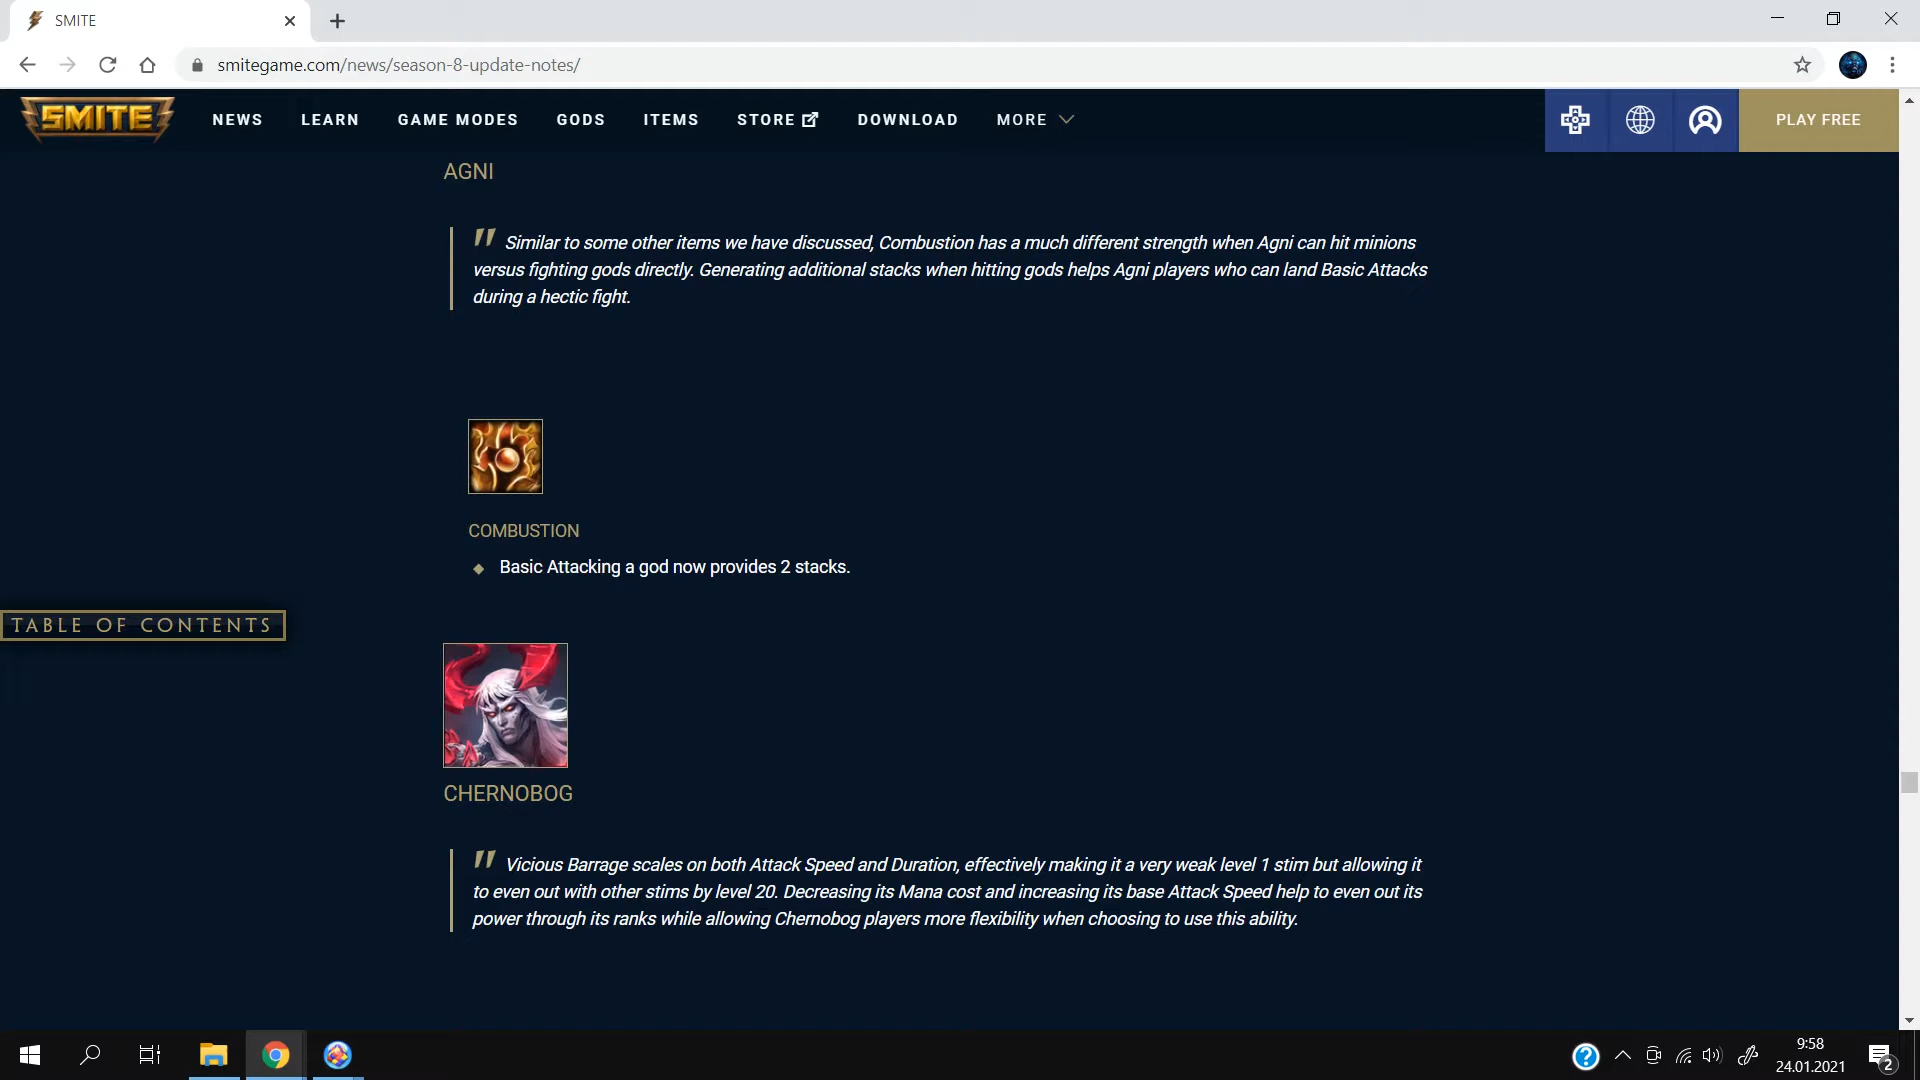 SMITE
smitegame.com/news/season-8-update-notes/
SMITE
NEWS LEARN GAME MODES GODS ITEMS STORE DOWNLOAD MORE PLAY FREE
AGNI
" Similar to some other items we have discussed, Combustion has a much different strength when Agni can hit minions
versus fighting gods directly. Generating additional stacks when hitting gods helps Agni players who can land Basic Attacks
during a hectic fight.
COMBUSTION
Basic Attacking a god now provides 2 stacks.
TABLE OF CONTENTS
CHERNOBOG
" Vicious Barrage scales on both Attack Speed and Duration, effectively making it a very weak level 1 stim but allowing it
to even out with other stims by level 20. Decreasing its Mana cost and increasing its base Attack Speed help to even out its
power through its ranks while allowing Chernobog players more flexibility when choosing to use this ability.
9:58
24.01.2021
2